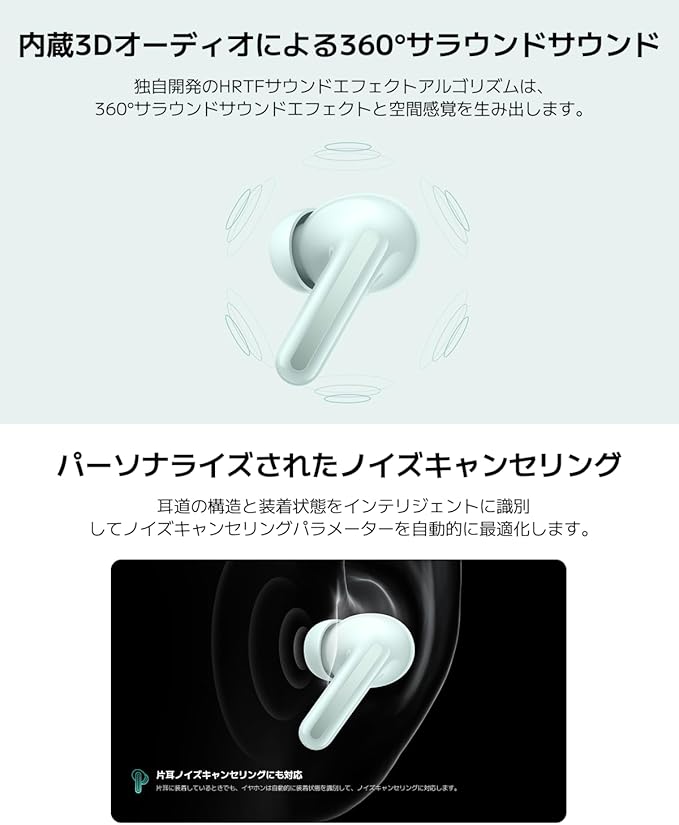 内蔵3Dオーディオによる360°サラウンドサウンド
独自開発のHRTFサウンドエフェクトアルゴリズムは、
360°サラウンドサウンドエフェクトと空間感覚を生み出します。
パーソナライズされたノイズキャンセリング
耳道の構造と装着状態をインテリジェントに識別
してノイズキャンセリングパラメーターを自動的に最適化します。
片耳ノイズキャンセリングにも対応
片耳に装着しているときでも、イヤホンは自動的に装着状態を識別して、ノイズキャンセリングに対応します。